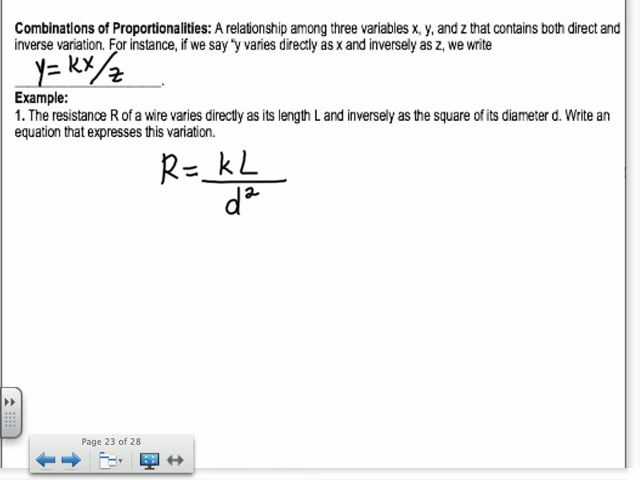 Combinations of Proportionalities: A relationship among three variables x, y, and z that contains both direct and
inverse variation. For instance, if we say "y varies directly as x and inversely as z, we write
y = kx/z .
Example:
1. The resistance R of a wire varies directly as its length L and inversely as the square of its diameter d. Write an
equation that expresses this variation.
R = kL
d²
Page 23 of 28